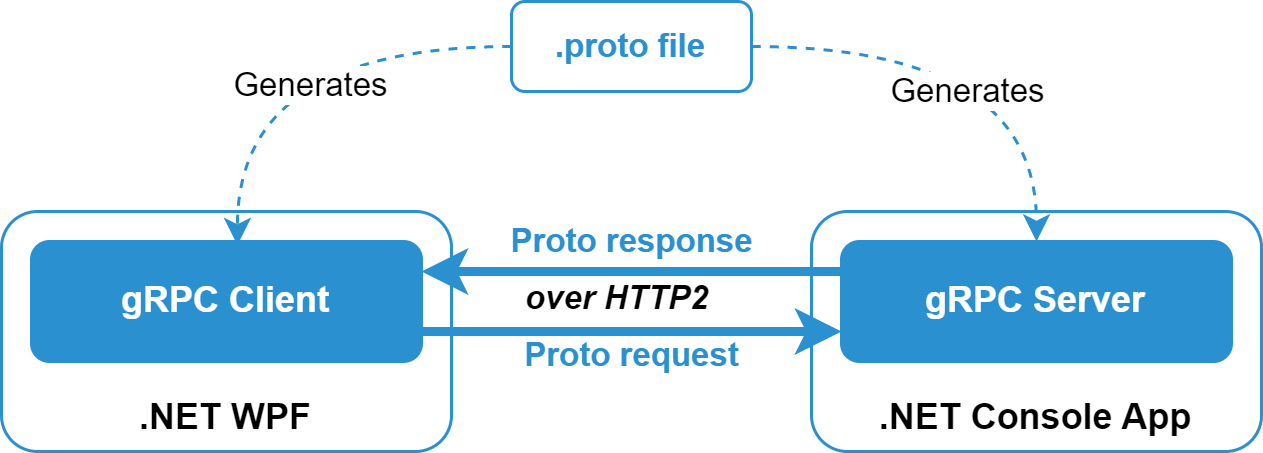 .proto file
Generates
Generates
Proto response
gRPC Client
over HTTP2
gRPC Server
Proto request
.NET WPF
.NET Console App